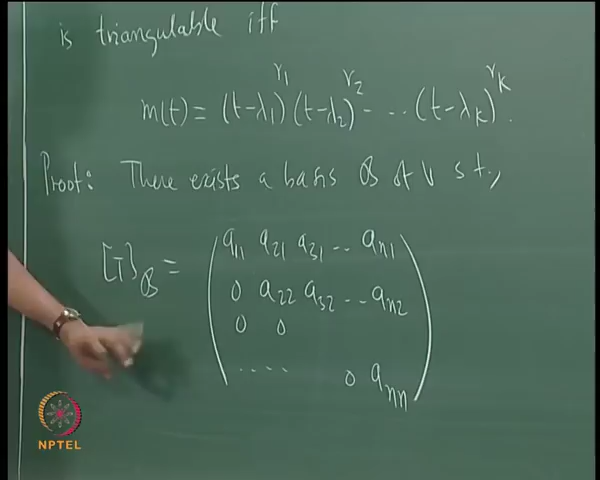 is triangulable iff
m(t) = (t-λ₁)^r₁ (t-λ₂)^r₂ - .. (t-λₖ)^rₖ.
Proof: There exists a basis ℬ of V s.t.,
[T]_ℬ =
a₁₁ a₂₁ a₃₁ .. aₙ₁
0 a₂₂ a₃₂ .. aₙ₂
0 0
.... 0 aₙₙ
NPTEL